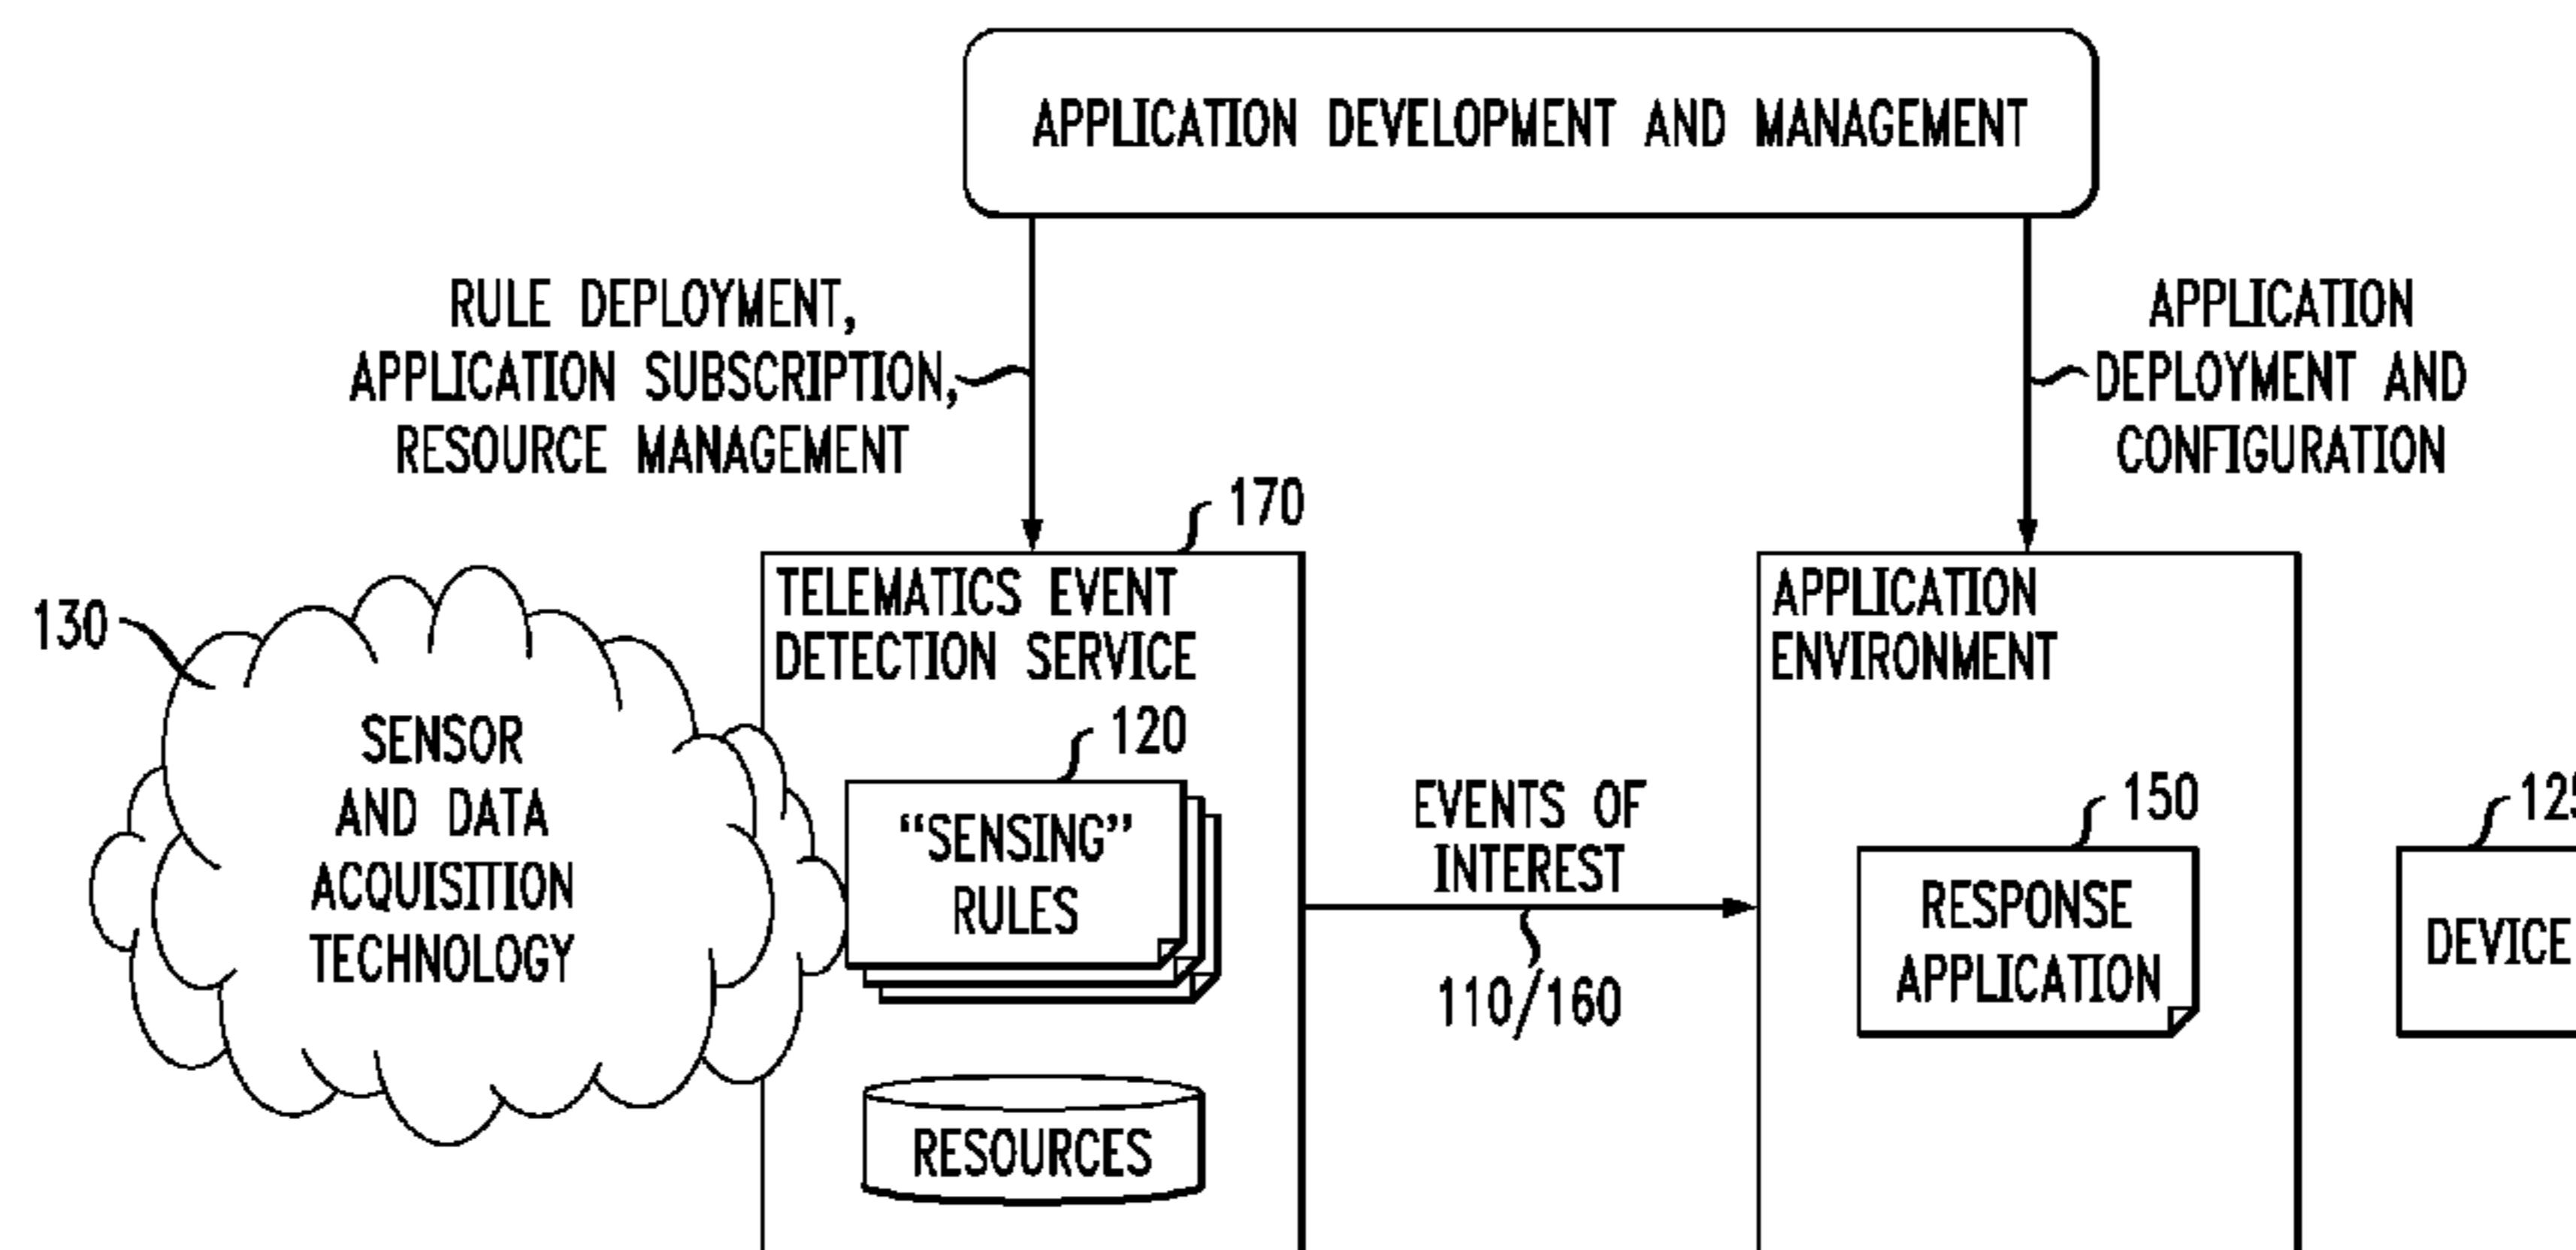 APPLICATION DEVELOPMENT AND MANAGEMENT
RULE DEPLOYMENT,
APPLICATION SUBSCRIPTION,
RESOURCE MANAGEMENT
APPLICATION
DEPLOYMENT AND
CONFIGURATION
170
130
TELEMATICS EVENT
DETECTION SERVICE
APPLICATION
ENVIRONMENT
SENSOR
AND DATA
ACQUISITION
TECHNOLOGY
120
“SENSING”
RULES
EVENTS OF
INTEREST
110/160
150
RESPONSE
APPLICATION
DEVICE
RESOURCES